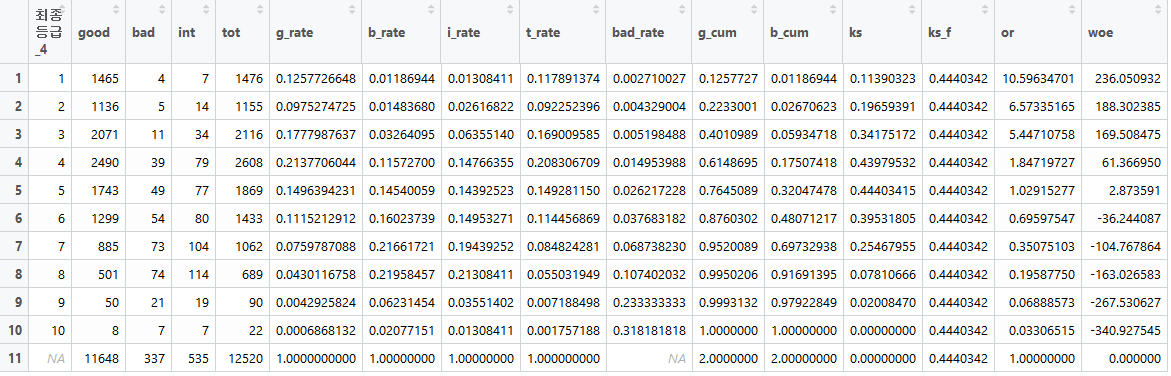 최종등급_4 good bad int tot g_rate b_rate i_rate t_rate bad_rate g_cum b_cum ks ks_f or woe
1 1 1465 4 7 1476 0.1257726648 0.01186944 0.01308411 0.117891374 0.002710027 0.1257727 0.01186944 0.11390323 0.4440342 10.59634701 236.050932
2 2 1136 5 14 1155 0.0975274725 0.01483680 0.02616822 0.092252396 0.004329004 0.2233001 0.02670623 0.19659391 0.4440342 6.57335165 188.302385
3 3 2071 11 34 2116 0.1777987637 0.03264095 0.06355140 0.169009585 0.005198488 0.4010989 0.05934718 0.34175172 0.4440342 5.44710758 169.508475
4 4 2490 39 79 2608 0.2137706044 0.11572700 0.14766355 0.208306709 0.014953988 0.6148695 0.17507418 0.43979532 0.4440342 1.84719727 61.366950
5 5 1743 49 77 1869 0.1496394231 0.14540059 0.14392523 0.149281150 0.026217228 0.7645089 0.32047478 0.44403415 0.4440342 1.02915277 2.873591
6 6 1299 54 80 1433 0.1115212912 0.16023739 0.14953271 0.114456869 0.037683182 0.8760302 0.48071217 0.39531805 0.4440342 0.69597547 -36.244087
7 7 885 73 104 1062 0.0759787088 0.21661721 0.19439252 0.084824281 0.068738230 0.9520089 0.69732938 0.25467955 0.4440342 0.35075103 -104.767864
8 8 501 74 114 689 0.0430116758 0.21958457 0.21308411 0.055031949 0.107402032 0.9950206 0.91691395 0.07810666 0.4440342 0.19587750 -163.026583
9 9 50 21 19 90 0.0042925824 0.06231454 0.03551402 0.007188498 0.233333333 0.9993132 0.97922849 0.02008470 0.4440342 0.06888573 -267.530627
10 10 8 7 7 22 0.0006868132 0.02077151 0.01308411 0.001757188 0.318181818 1.0000000 1.00000000 0.00000000 0.4440342 0.03306515 -340.927545
11 NA 11648 337 535 12520 1.0000000000 1.00000000 1.00000000 1.000000000 NA 2.0000000 2.00000000 0.00000000 0.4440342 1.00000000 0.000000